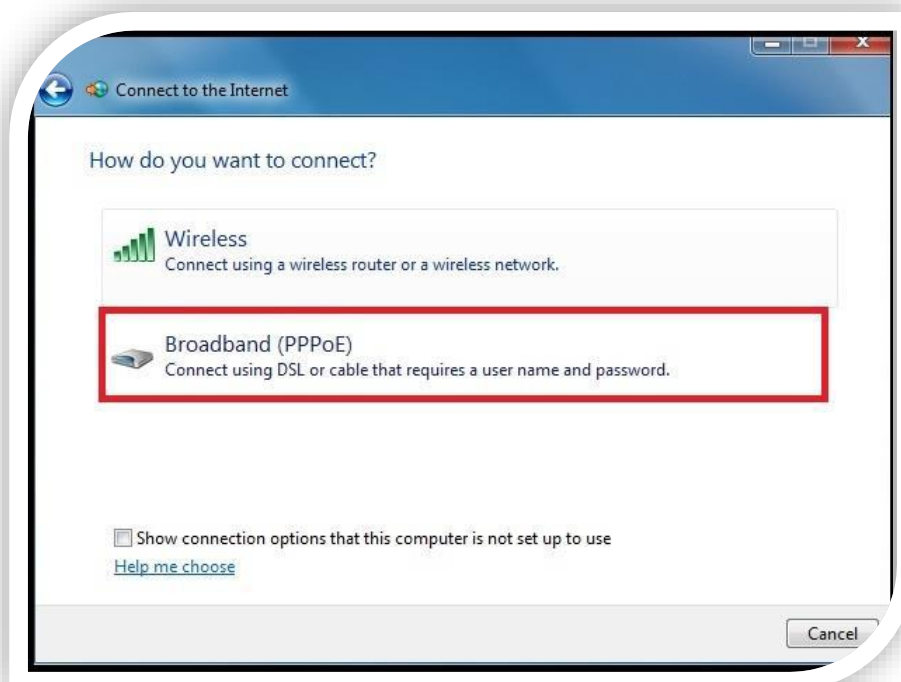 Connect to the Internet
How do you want to connect?
Wireless
Connect using a wireless router or a wireless network.
Broadband (PPPoE)
Connect using DSL or cable that requires a user name and password.
Show connection options that this computer is not set up to use
Help me choose
Cancel